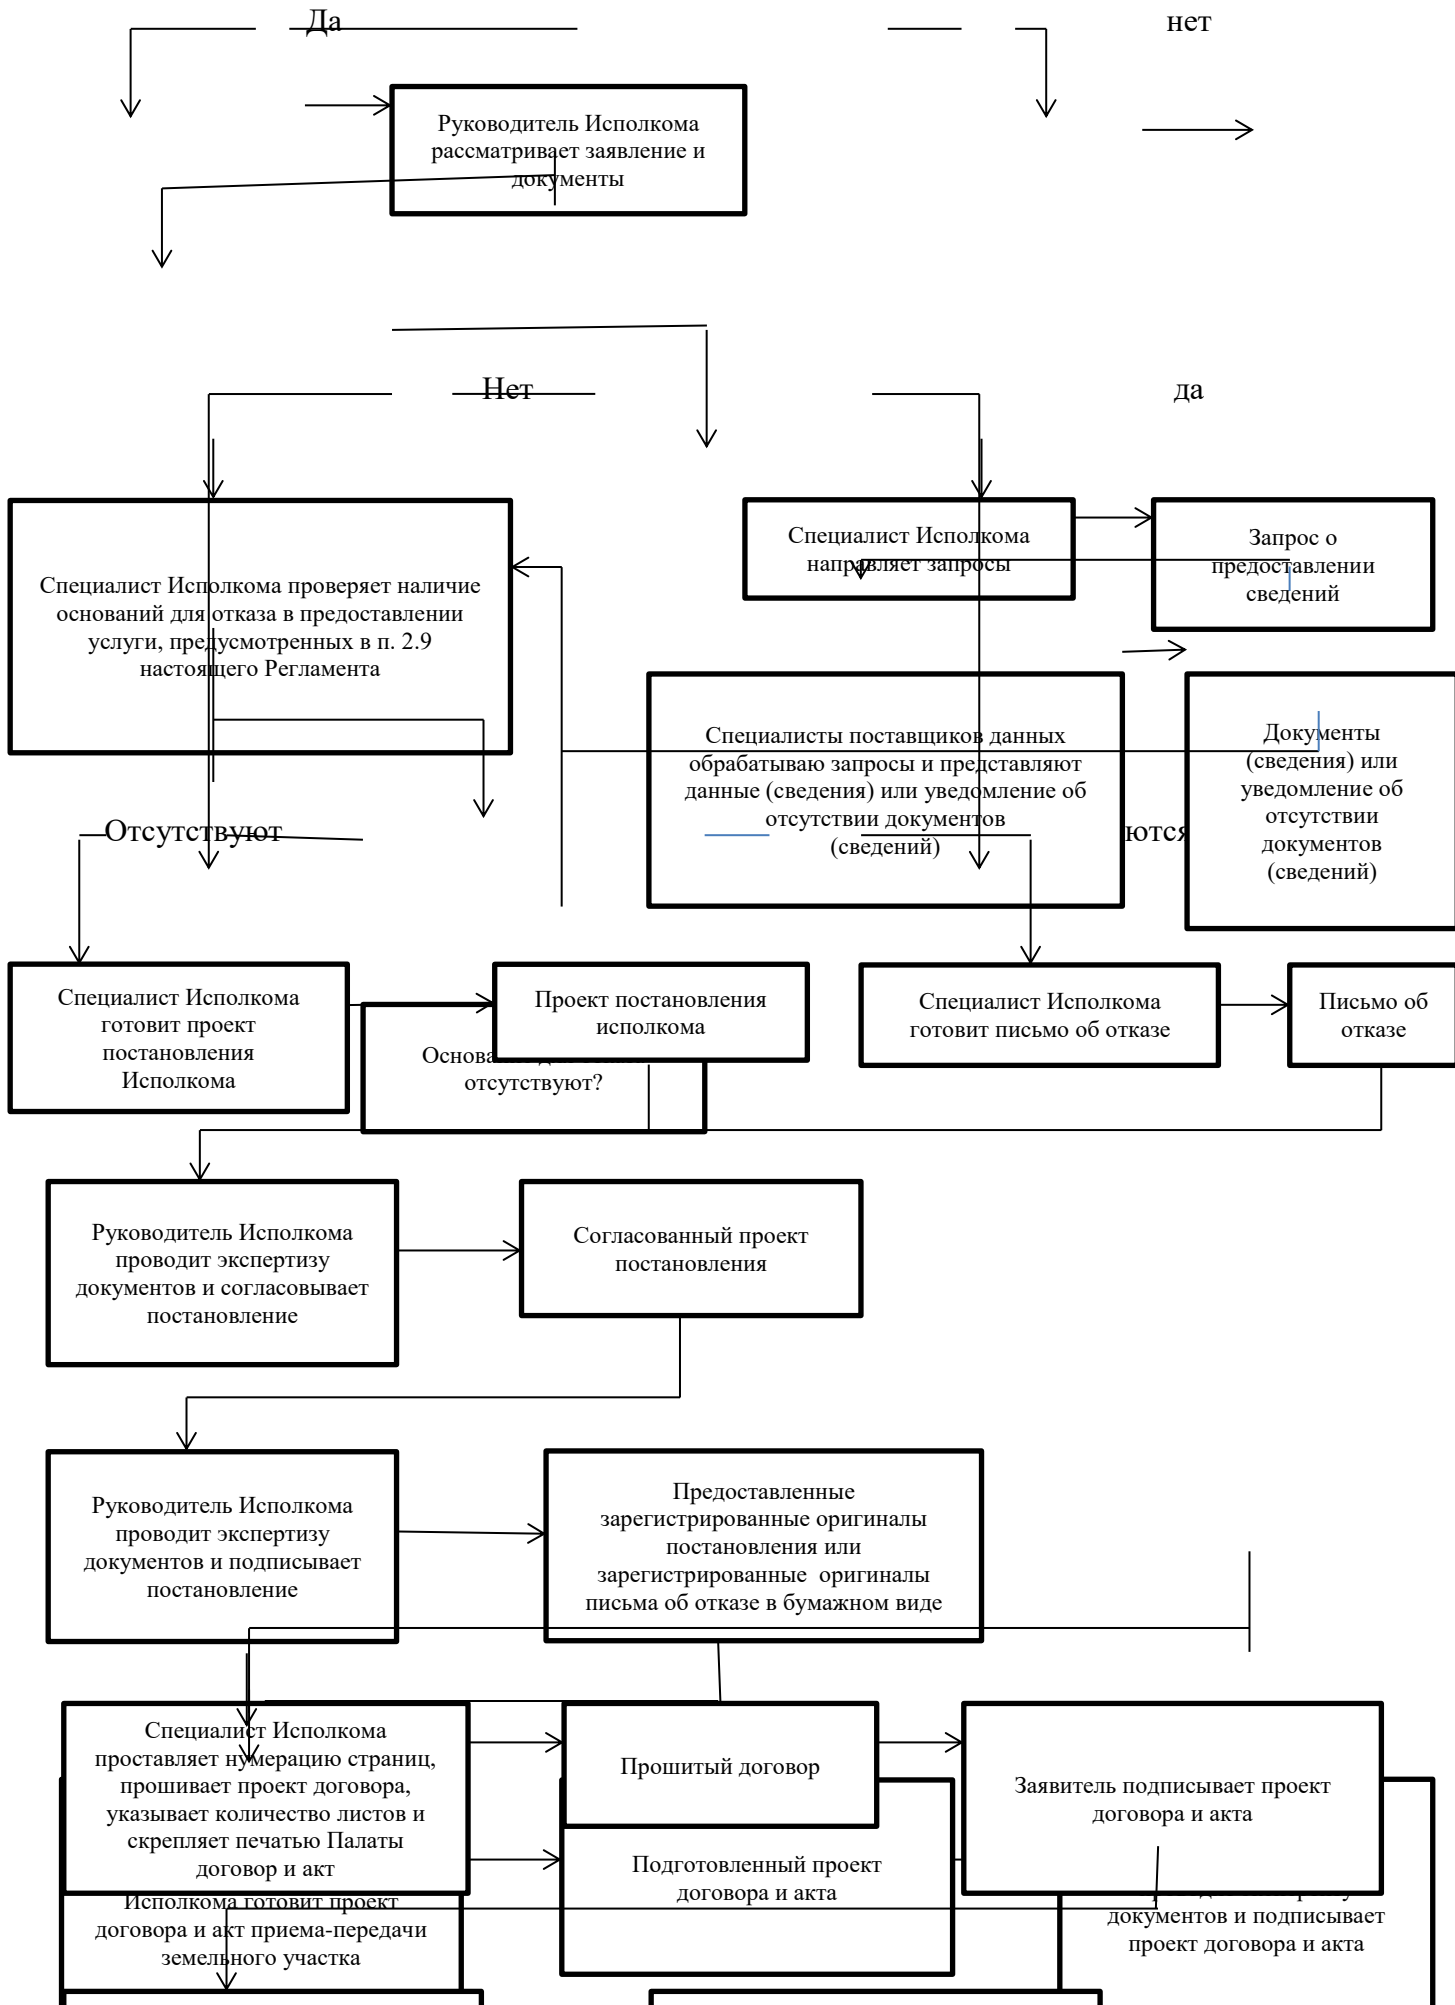 Да
нет
Руководитель Исполкома
рассматривает заявление и
документы
Нет
да
Специалист Исполкома проверяет наличие
оснований для отказа в предоставлении
услуги, предусмотренных в п. 2.9
настоящего Регламента
Специалист Исполкома
направляет запросы
Запрос о
предоставлении
сведений
Специалисты поставщиков данных
обрабатываю запросы и представляют
данные (сведения) или уведомление об
отсутствии документов
(сведений)
Документы
(сведения) или
уведомление об
отсутствии
документов
(сведений)
Отсутствуют
Специалист Исполкома
готовит проект
постановления
Исполкома
Проект постановления
исполкома
отсутствуют?
Специалист Исполкома
готовит письмо об отказе
Письмо об
отказе
Руководитель Исполкома
проводит экспертизу
документов и согласовывает
постановление
Согласованный проект
постановления
Руководитель Исполкома
проводит экспертизу
документов и подписывает
постановление
Предоставленные
зарегистрированные оригиналы
постановления или
зарегистрированные оригиналы
письма об отказе в бумажном виде
Специалист Исполкома
проставляет нумерацию страниц,
прошивает проект договора,
указывает количество листов и
скрепляет печатью Палаты
договор и акт
Прошитый договор
Заявитель подписывает проект
договора и акта
Исполкома готовит проект
договора и акт приема-передачи
земельного участка
Подготовленный проект
договора и акта
документов и подписывает
проект договора и акта